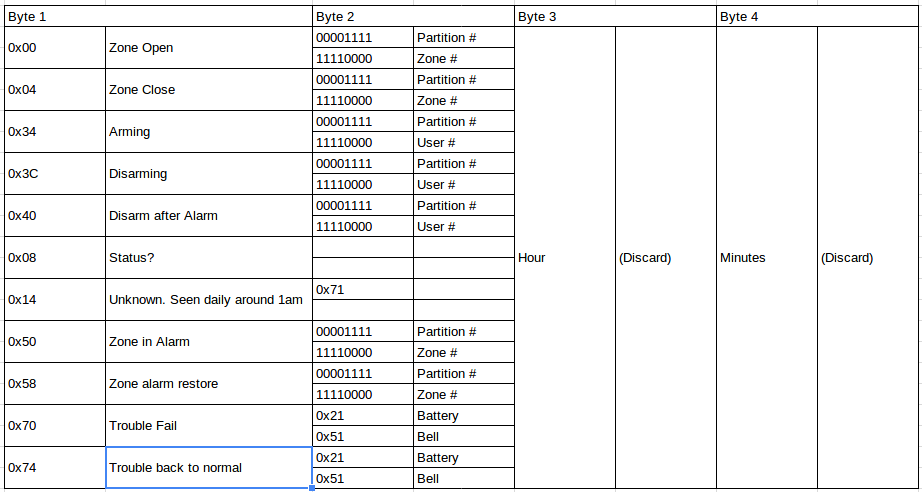 Byte 1 Byte 2 Byte 3 Byte 4
0x00 Zone Open 00001111 Partition #
11110000 Zone #
0x04 Zone Close 00001111 Partition #
11110000 Zone #
0x34 Arming 00001111 Partition #
11110000 User #
0x3C Disarming 00001111 Partition #
11110000 User #
0x40 Disarm after Alarm 00001111 Partition #
11110000 User #
0x08 Status? Hour (Discard) Minutes (Discard)
0x14 Unknown. Seen daily around 1am 0x71
0x50 Zone in Alarm 00001111 Partition #
11110000 Zone #
0x58 Zone alarm restore 00001111 Partition #
11110000 Zone #
0x70 Trouble Fail 0x21 Battery
0x51 Bell
0x74 Trouble back to normal 0x21 Battery
0x51 Bell